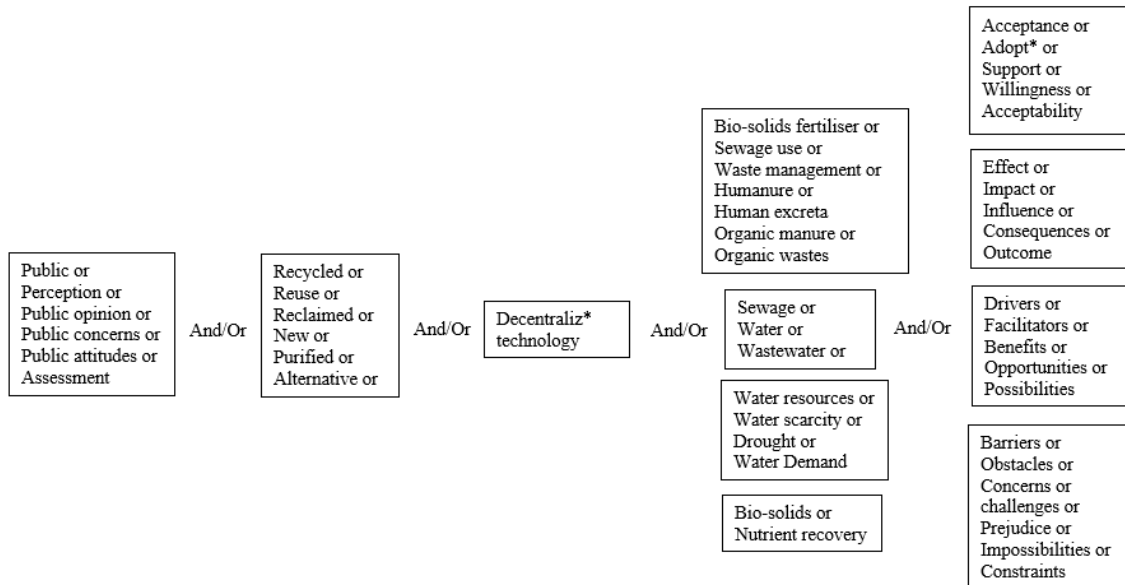 Public or
Perception or
Public opinion or
Public concerns or
Public attitudes or
Assessment
And/Or
Recycled or
Reuse or
Reclaimed or
New or
Purified or
Alternative or
And/Or
Decentraliz*
technology
And/Or
Bio-solids fertiliser or
Sewage use or
Waste management or
Humanure or
Human excreta
Organic manure or
Organic wastes
Sewage or
Water or
Wastewater or
Water resources or
Water scarcity or
Drought or
Water Demand
Bio-solids or
Nutrient recovery
And/Or
Acceptance or
Adopt* or
Support or
Willingness or
Acceptability
Effect or
Impact or
Influence or
Consequences or
Outcome
Drivers or
Facilitators or
Benefits or
Opportunities or
Possibilities
Barriers or
Obstacles or
Concerns or
challenges or
Prejudice or
Impossibilities or
Constraints